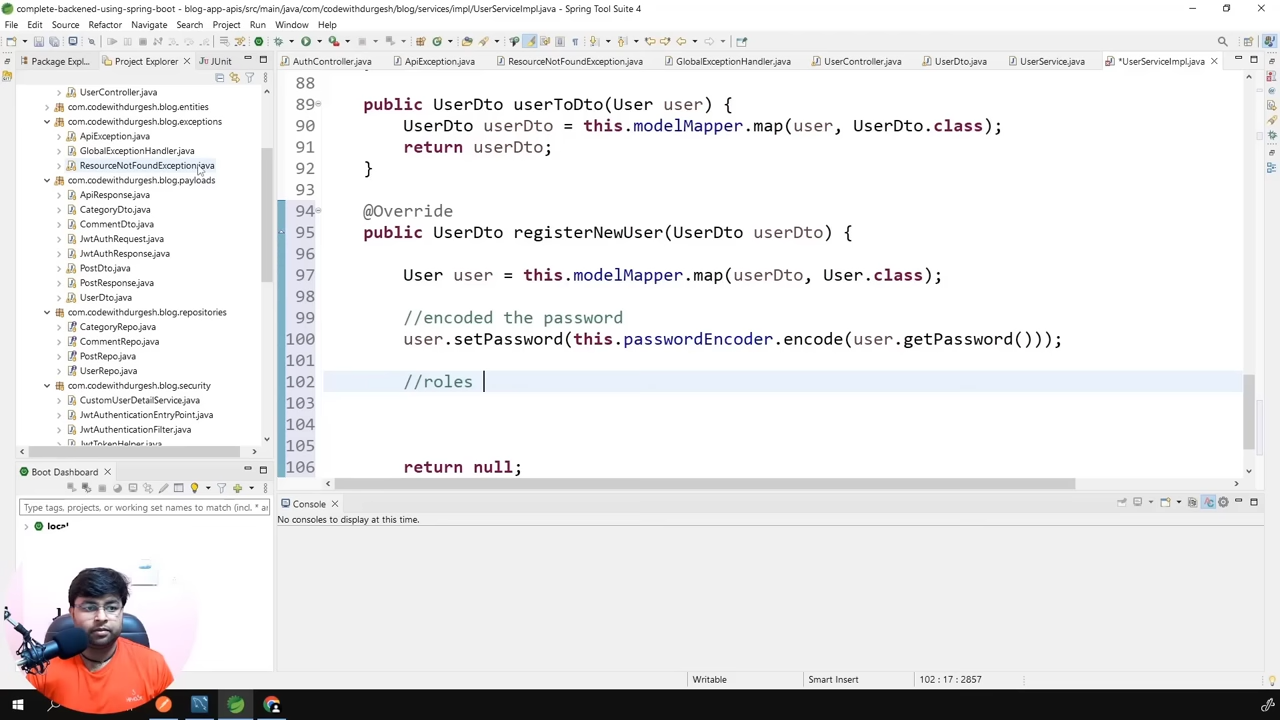 complete-backened-using-spring-boot - blog-app-apis/src/main/java/com/codewithdurgesh/blog/services/impl/UserServiceImpl.java - Spring Tool Suite 4
File Edit Source Refactor Navigate Search Project Run Window Help
Package Expl... Project Explorer JUnit
AuthController.java ApiException.java ResourceNotFoundException.java GlobalExceptionHandler.java UserController.java UserDto.java UserService.java *UserServiceImpl.java
UserController.java
com.codewithdurgesh.blog.entities
com.codewithdurgesh.blog.exceptions
ApiException.java
GlobalExceptionHandler.java
ResourceNotFoundException.java
com.codewithdurgesh.blog.payloads
ApiResponse.java
CategoryDto.java
CommentDto.java
JwtAuthRequest.java
JwtAuthResponse.java
PostDto.java
PostResponse.java
UserDto.java
com.codewithdurgesh.blog.repositories
CategoryRepo.java
CommentRepo.java
PostRepo.java
UserRepo.java
com.codewithdurgesh.blog.security
CustomUserDetailService.java
JwtAuthenticationEntryPoint.java
JwtAuthenticationFilter.java
JwtTokenHelper.java
88
89 public UserDto userToDto(User user) {
90 UserDto userDto = this.modelMapper.map(user, UserDto.class);
91 return userDto;
92 }
93
94 @Override
95 public UserDto registerNewUser(UserDto userDto) {
96
97 User user = this.modelMapper.map(userDto, User.class);
98
99 //encoded the password
100 user.setPassword(this.passwordEncoder.encode(user.getPassword()));
101
102 //roles
103
104
105
106 return null;
Boot Dashboard
Type tags, projects, or working set names to match (incl. * ar
local
Console
No consoles to display at this time.
Writable Smart Insert 102 : 17 : 2857